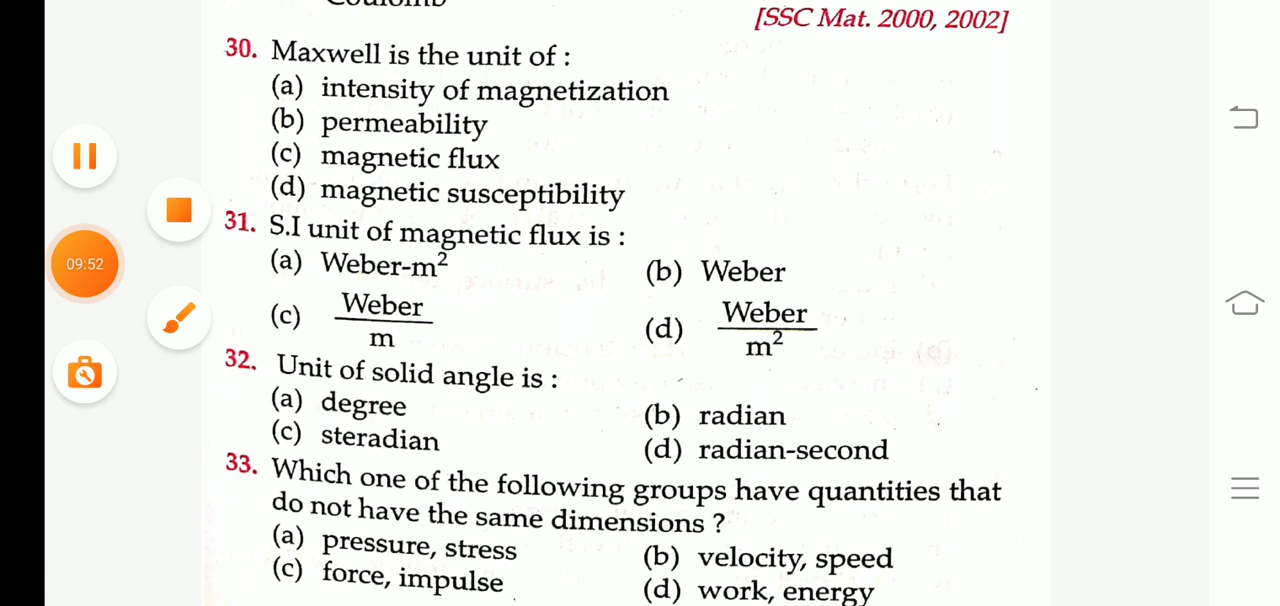 [SSC Mat. 2000, 2002]
30. Maxwell is the unit of :
(a) intensity of magnetization
(b) permeability
(c) magnetic flux
(d) magnetic susceptibility
31. S.I unit of magnetic flux is :
(a) Weber-m²
(b) Weber
(c) Weber
m
(d) Weber
m²
32. Unit of solid angle is :
(a) degree
(b) radian
(c) steradian
(d) radian-second
33. Which one of the following groups have quantities that
do not have the same dimensions ?
(a) pressure, stress
(b) velocity, speed
(c) force, impulse
(d) work, energy
09:52